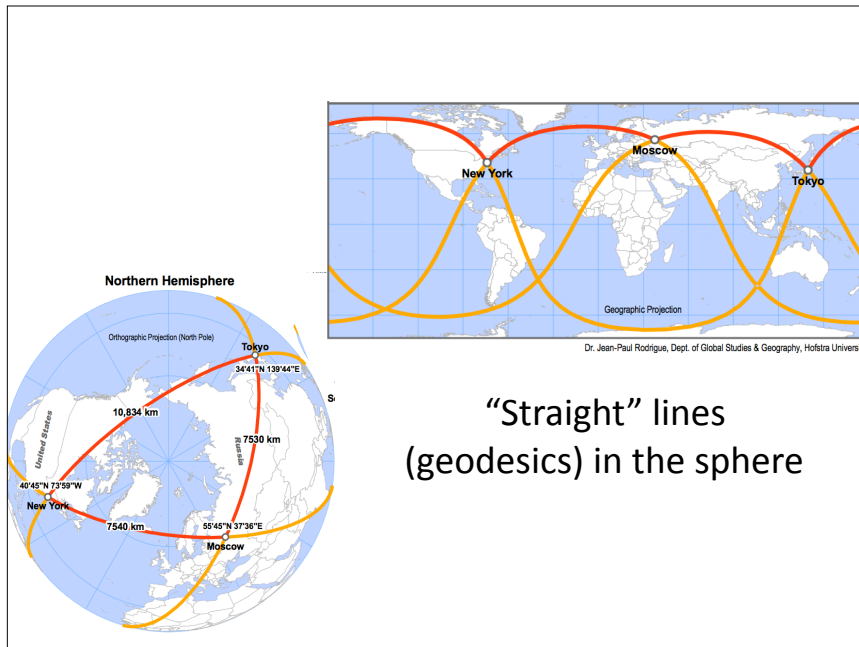 New York
Moscow
Tokyo
Geographic Projection
Dr. Jean-Paul Rodrigue, Dept. of Global Studies & Geography, Hofstra Univers
Northern Hemisphere
Orthographic Projection (North Pole)
Tokyo
34'41"N 139'44"E
10,834 km
7530 km
United States
Russia
40'45"N 73'59"W
New York
7540 km
55'45"N 37'36"E
Moscow
"Straight" lines
(geodesics) in the sphere